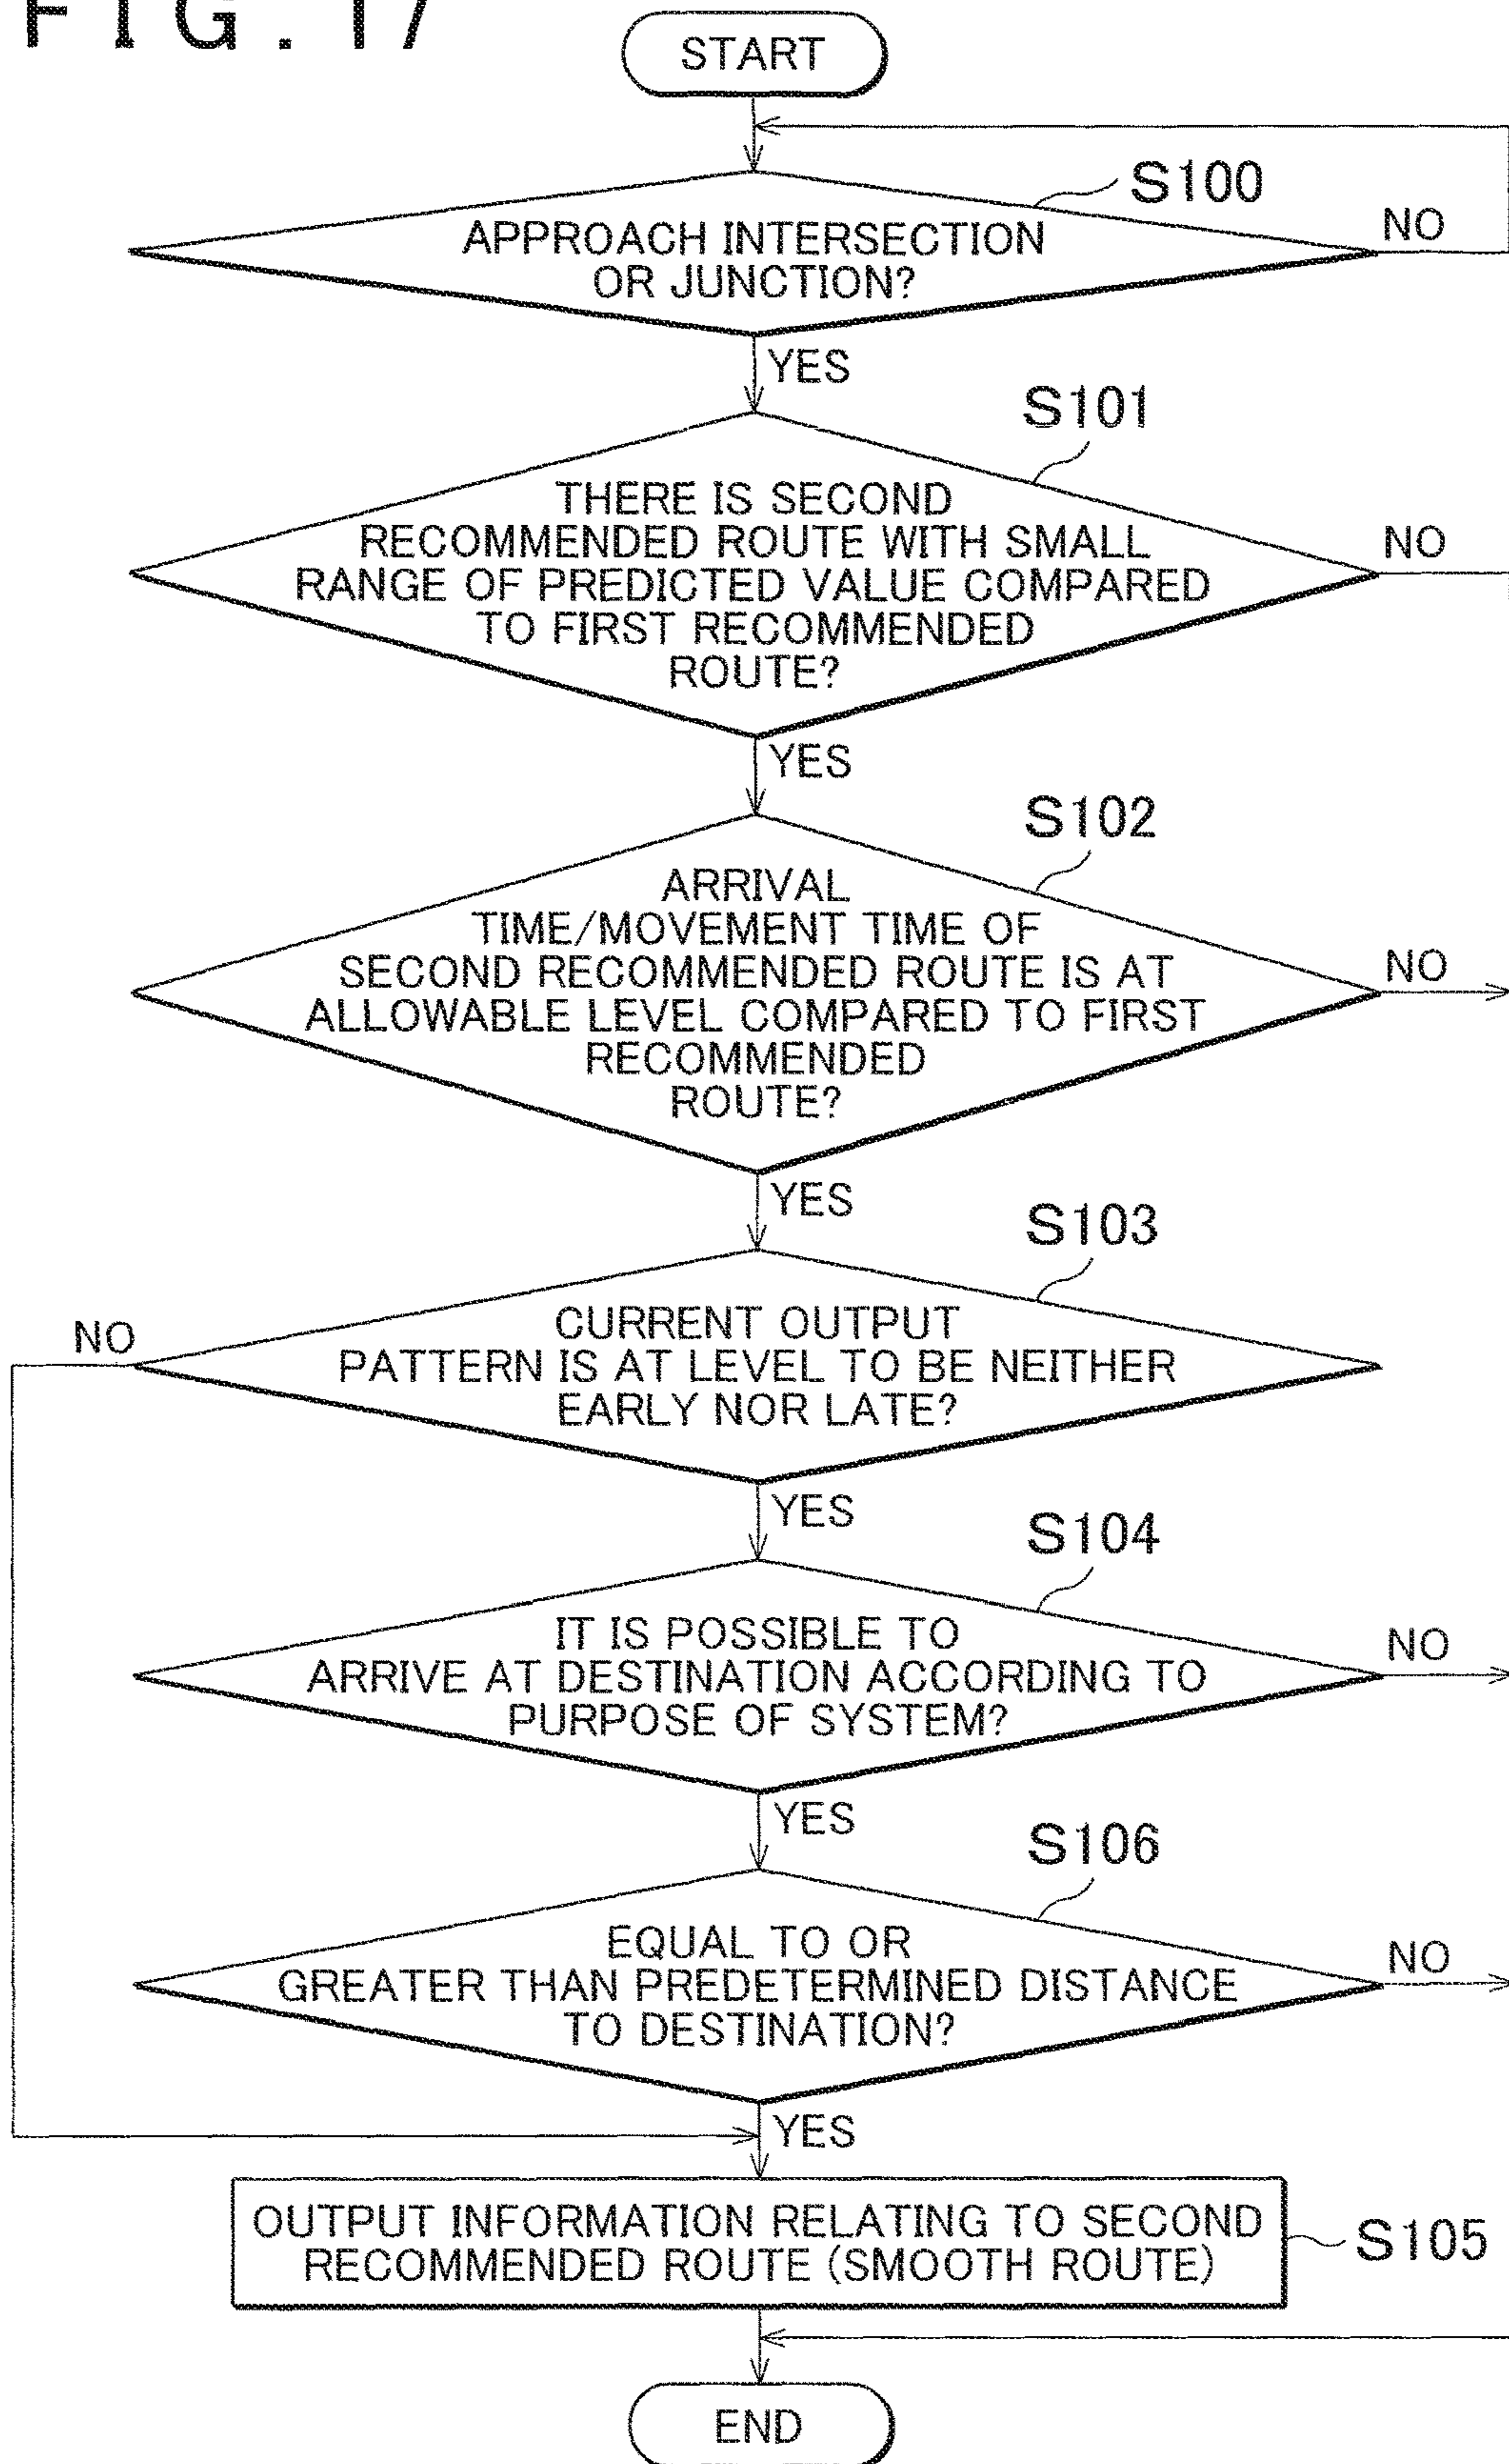 FIG. 17
START
S100
APPROACH INTERSECTION
OR JUNCTION?
NO
YES
S101
THERE IS SECOND
RECOMMENDED ROUTE WITH SMALL
RANGE OF PREDICTED VALUE COMPARED
TO FIRST RECOMMENDED
ROUTE?
NO
YES
S102
ARRIVAL
TIME/MOVEMENT TIME OF
SECOND RECOMMENDED ROUTE IS AT
ALLOWABLE LEVEL COMPARED TO FIRST
RECOMMENDED
ROUTE?
NO
YES
S103
CURRENT OUTPUT
PATTERN IS AT LEVEL TO BE NEITHER
EARLY NOR LATE?
NO
YES
S104
IT IS POSSIBLE TO
ARRIVE AT DESTINATION ACCORDING TO
PURPOSE OF SYSTEM?
NO
YES
S106
EQUAL TO OR
GREATER THAN PREDETERMINED DISTANCE
TO DESTINATION?
NO
YES
OUTPUT INFORMATION RELATING TO SECOND
RECOMMENDED ROUTE (SMOOTH ROUTE)
S105
END